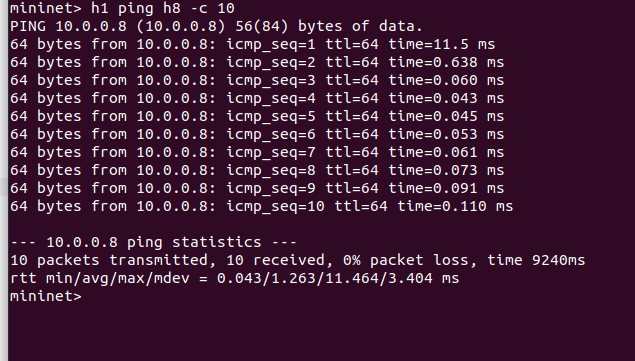 mininet> h1 ping h8 -c 10
PING 10.0.0.8 (10.0.0.8) 56(84) bytes of data.
64 bytes from 10.0.0.8: icmp_seq=1 ttl=64 time=11.5 ms
64 bytes from 10.0.0.8: icmp_seq=2 ttl=64 time=0.638 ms
64 bytes from 10.0.0.8: icmp_seq=3 ttl=64 time=0.060 ms
64 bytes from 10.0.0.8: icmp_seq=4 ttl=64 time=0.043 ms
64 bytes from 10.0.0.8: icmp_seq=5 ttl=64 time=0.045 ms
64 bytes from 10.0.0.8: icmp_seq=6 ttl=64 time=0.053 ms
64 bytes from 10.0.0.8: icmp_seq=7 ttl=64 time=0.061 ms
64 bytes from 10.0.0.8: icmp_seq=8 ttl=64 time=0.073 ms
64 bytes from 10.0.0.8: icmp_seq=9 ttl=64 time=0.091 ms
64 bytes from 10.0.0.8: icmp_seq=10 ttl=64 time=0.110 ms

--- 10.0.0.8 ping statistics ---
10 packets transmitted, 10 received, 0% packet loss, time 9240ms
rtt min/avg/max/mdev = 0.043/1.263/11.464/3.404 ms
mininet>